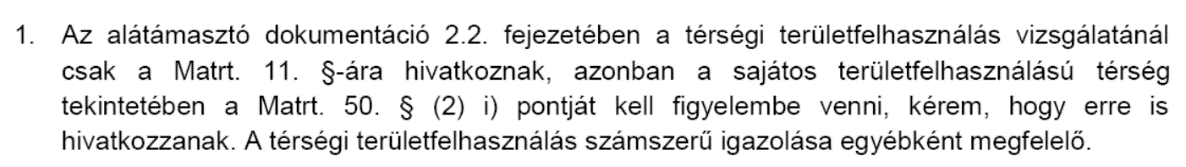 1. Az alátámasztó dokumentáció 2.2. fejezetében a térségi területfelhasználás vizsgálatánál
csak a Matrt. 11. §-ára hivatkoznak, azonban a sajátos területfelhasználású térség
tekintetében a Matrt. 50. § (2) i) pontját kell figyelembe venni, kérem, hogy erre is
hivatkozzanak. A térségi területfelhasználás számszerű igazolása egyébként megfelelő.